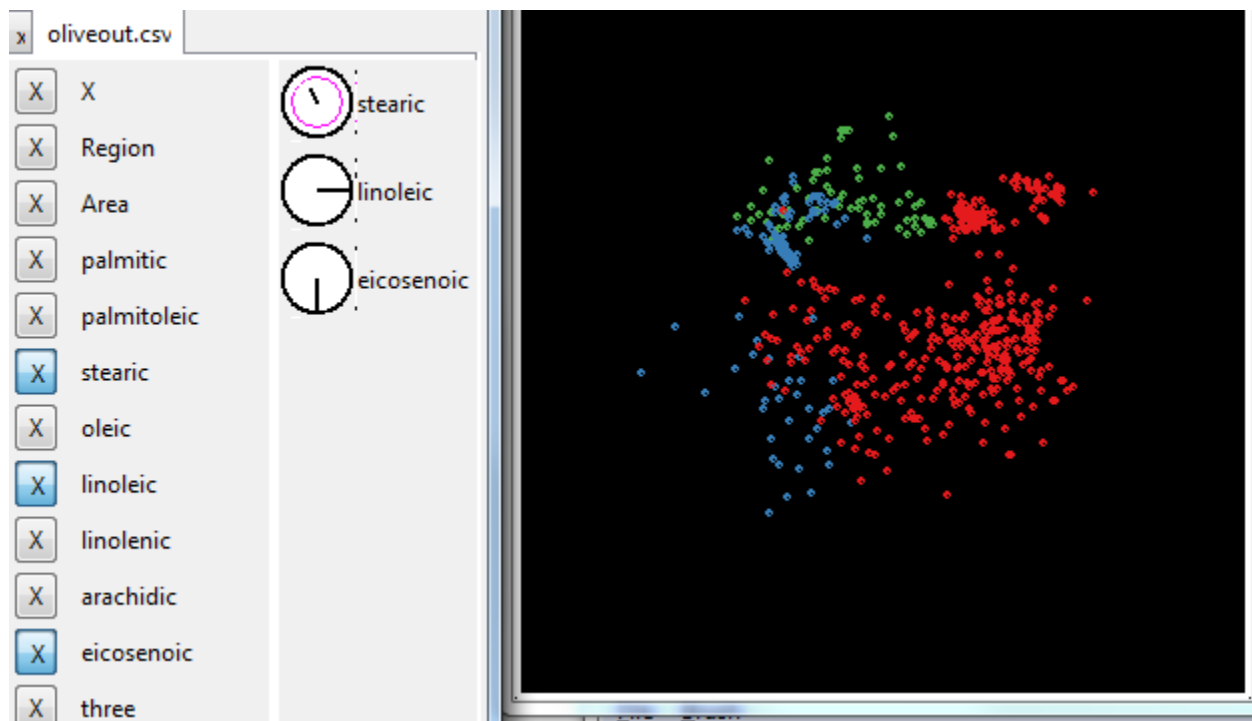 x oliveout.csv
X X
X Region
X Area
X palmitic
X palmitoleic
X stearic
X oleic
X linoleic
X linolenic
X arachidic
X eicosenoic
X three
stearic
linoleic
eicosenoic